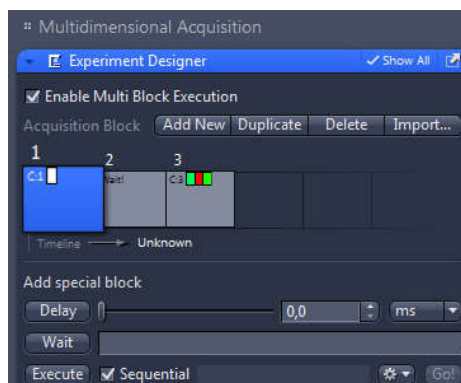 Multidimensional Acquisition
Experiment Designer Show All
Enable Multi Block Execution
Acquisition Block Add New Duplicate Delete Import...
1 2 3
C:1 Wait! C:3
Timeline Unknown
Add special block
Delay 0,0 ms
Wait
Execute Sequential Go!